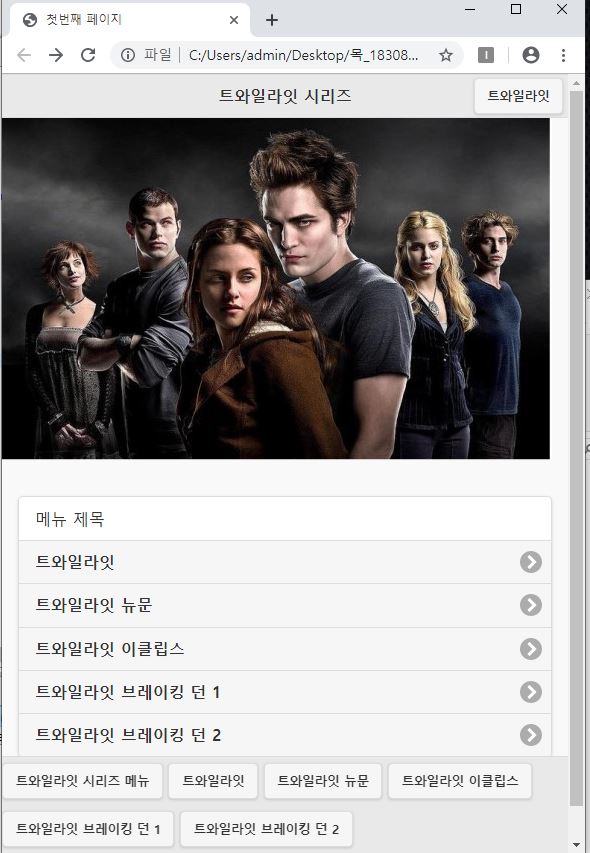 첫번째 페이지
파일 C:/Users/admin/Desktop/목_18308...
트와일라잇 시리즈
트와일라잇
메뉴 제목
트와일라잇
트와일라잇 뉴문
트와일라잇 이클립스
트와일라잇 브레이킹 던 1
트와일라잇 브레이킹 던 2
트와일라잇 시리즈 메뉴 트와일라잇 트와일라잇 뉴문 트와일라잇 이클립스
트와일라잇 브레이킹 던 1 트와일라잇 브레이킹 던 2